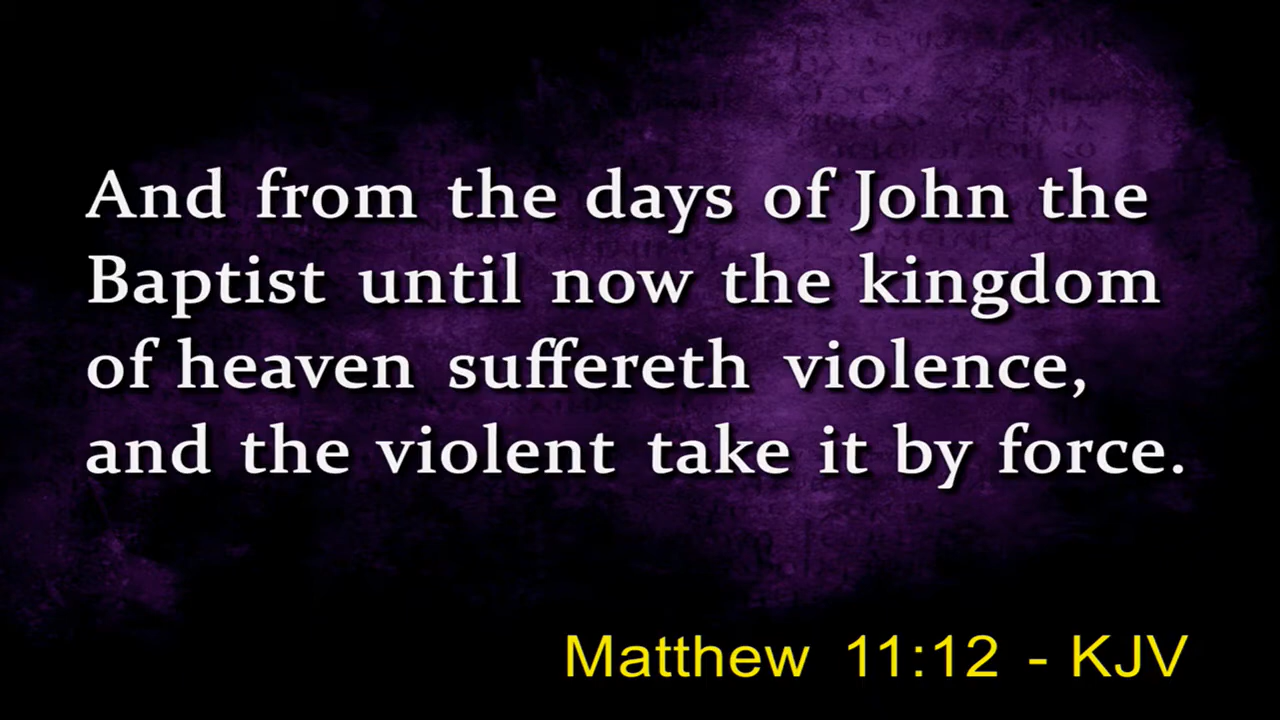 And from the days of John the
Baptist until now the kingdom
of heaven suffereth violence,
and the violent take it by force.
Matthew 11:12 - KJV